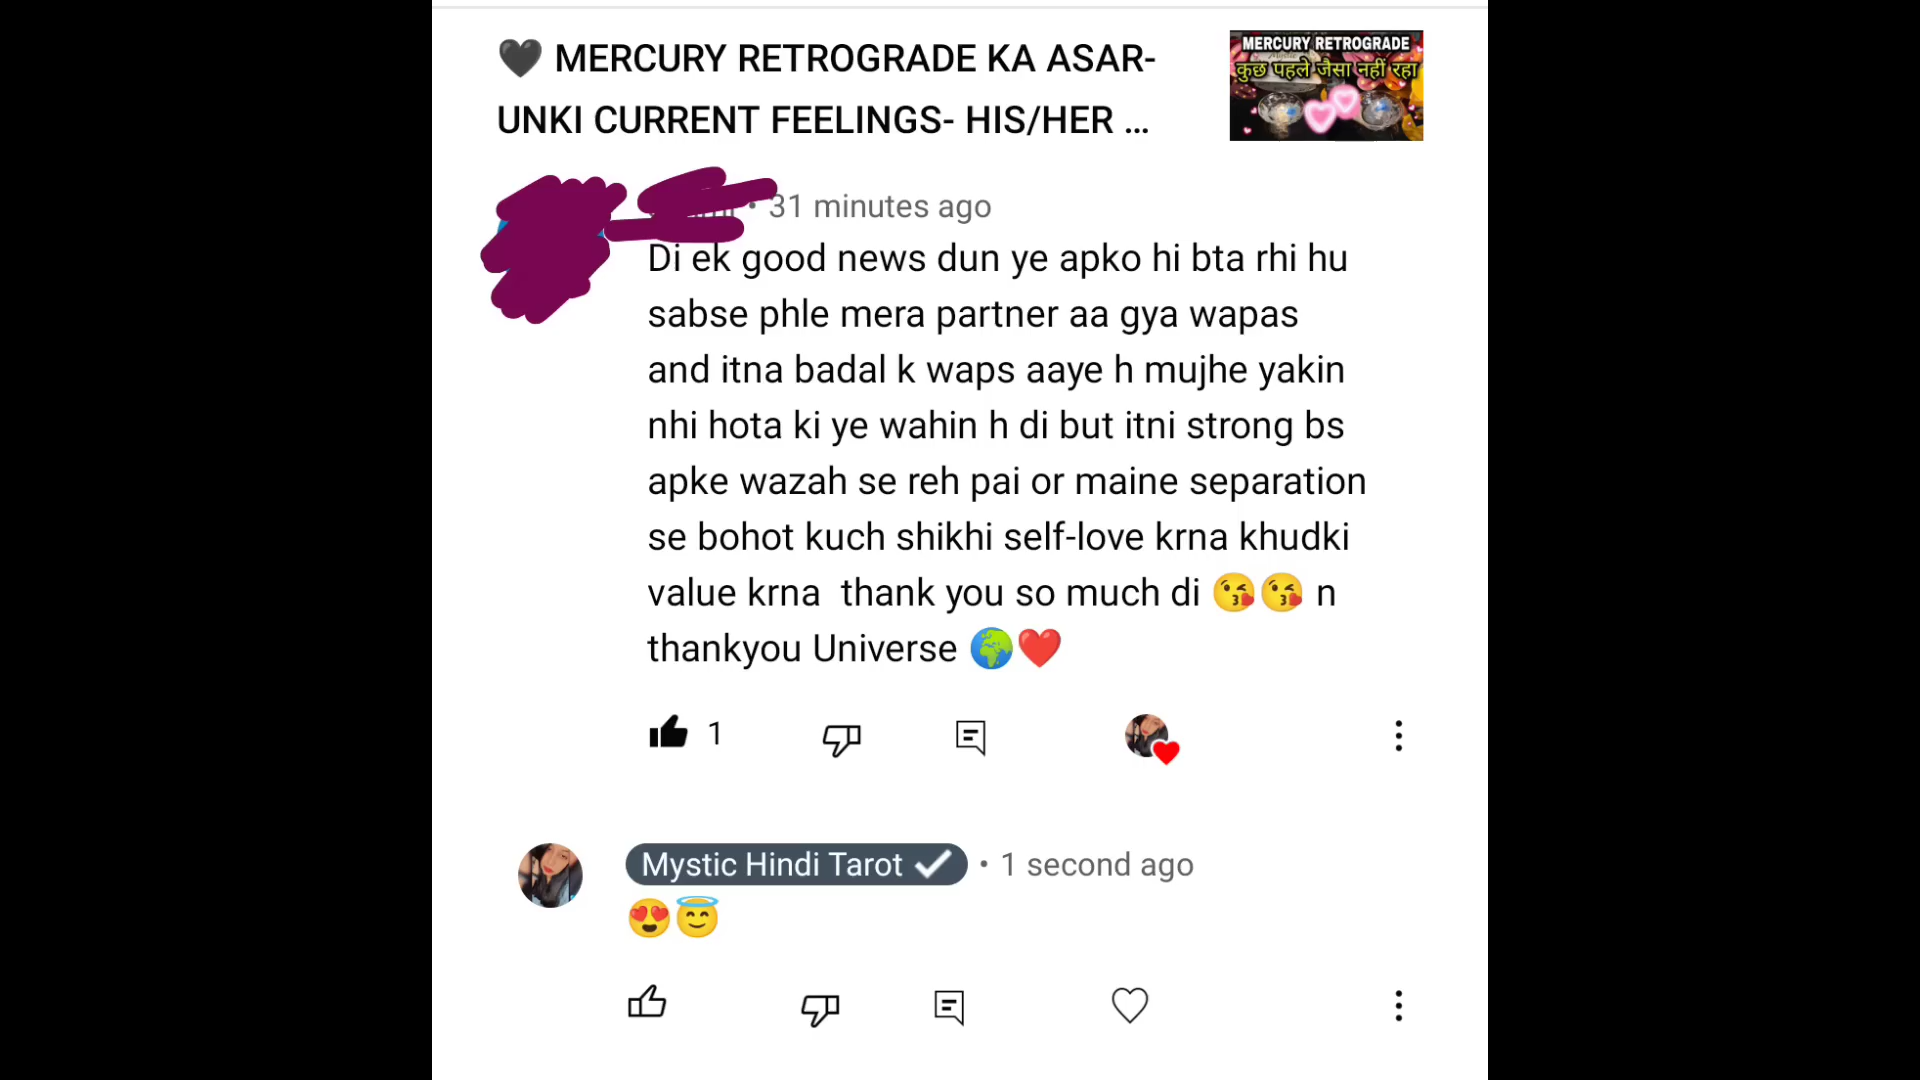 🖤 MERCURY RETROGRADE KA ASAR-
UNKI CURRENT FEELINGS- HIS/HER ...
MERCURY RETROGRADE
कुछ पहले जैसा नहीं रहा
• 31 minutes ago
Di ek good news dun ye apko hi bta rhi hu
sabse phle mera partner aa gya wapas
and itna badal k waps aaye h mujhe yakin
nhi hota ki ye wahin h di but itni strong bs
apke wazah se reh pai or maine separation
se bohot kuch shikhi self-love krna khudki
value krna  thank you so much di 😘😘 n
thankyou Universe 🌍❤️
1
Mystic Hindi Tarot ✔ • 1 second ago
😍😇